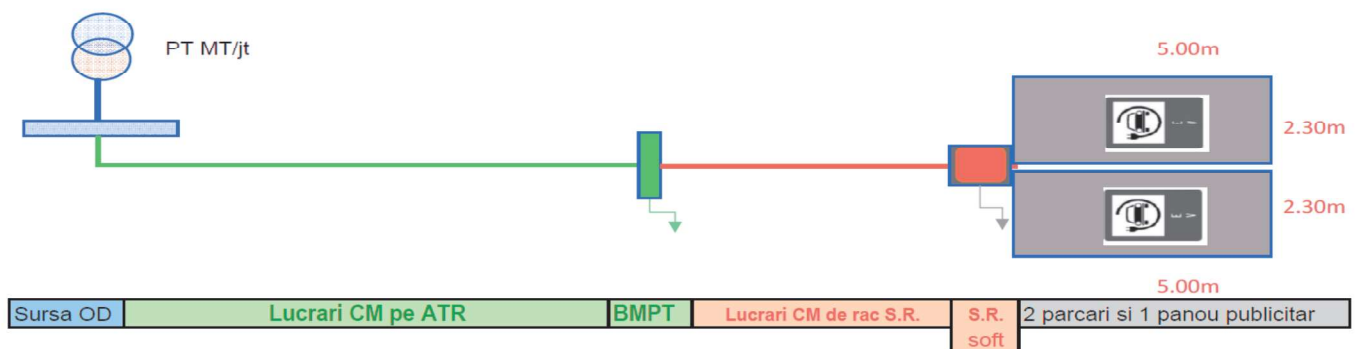 PT MT/jt
5.00m
2.30m
2.30m
5.00m
Sursa OD
Lucrari CM pe ATR
BMPT
Lucrari CM de rac S.R.
S.R.
soft
2 parcari si 1 panou publicitar